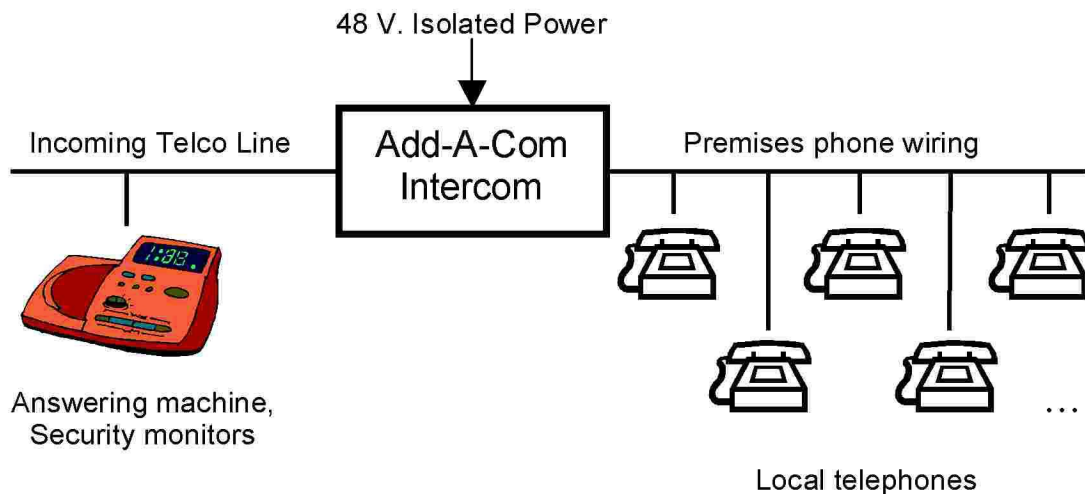 48 V. Isolated Power
Incoming Telco Line
Add-A-Com
Intercom
Premises phone wiring
Answering machine,
Security monitors
...
Local telephones